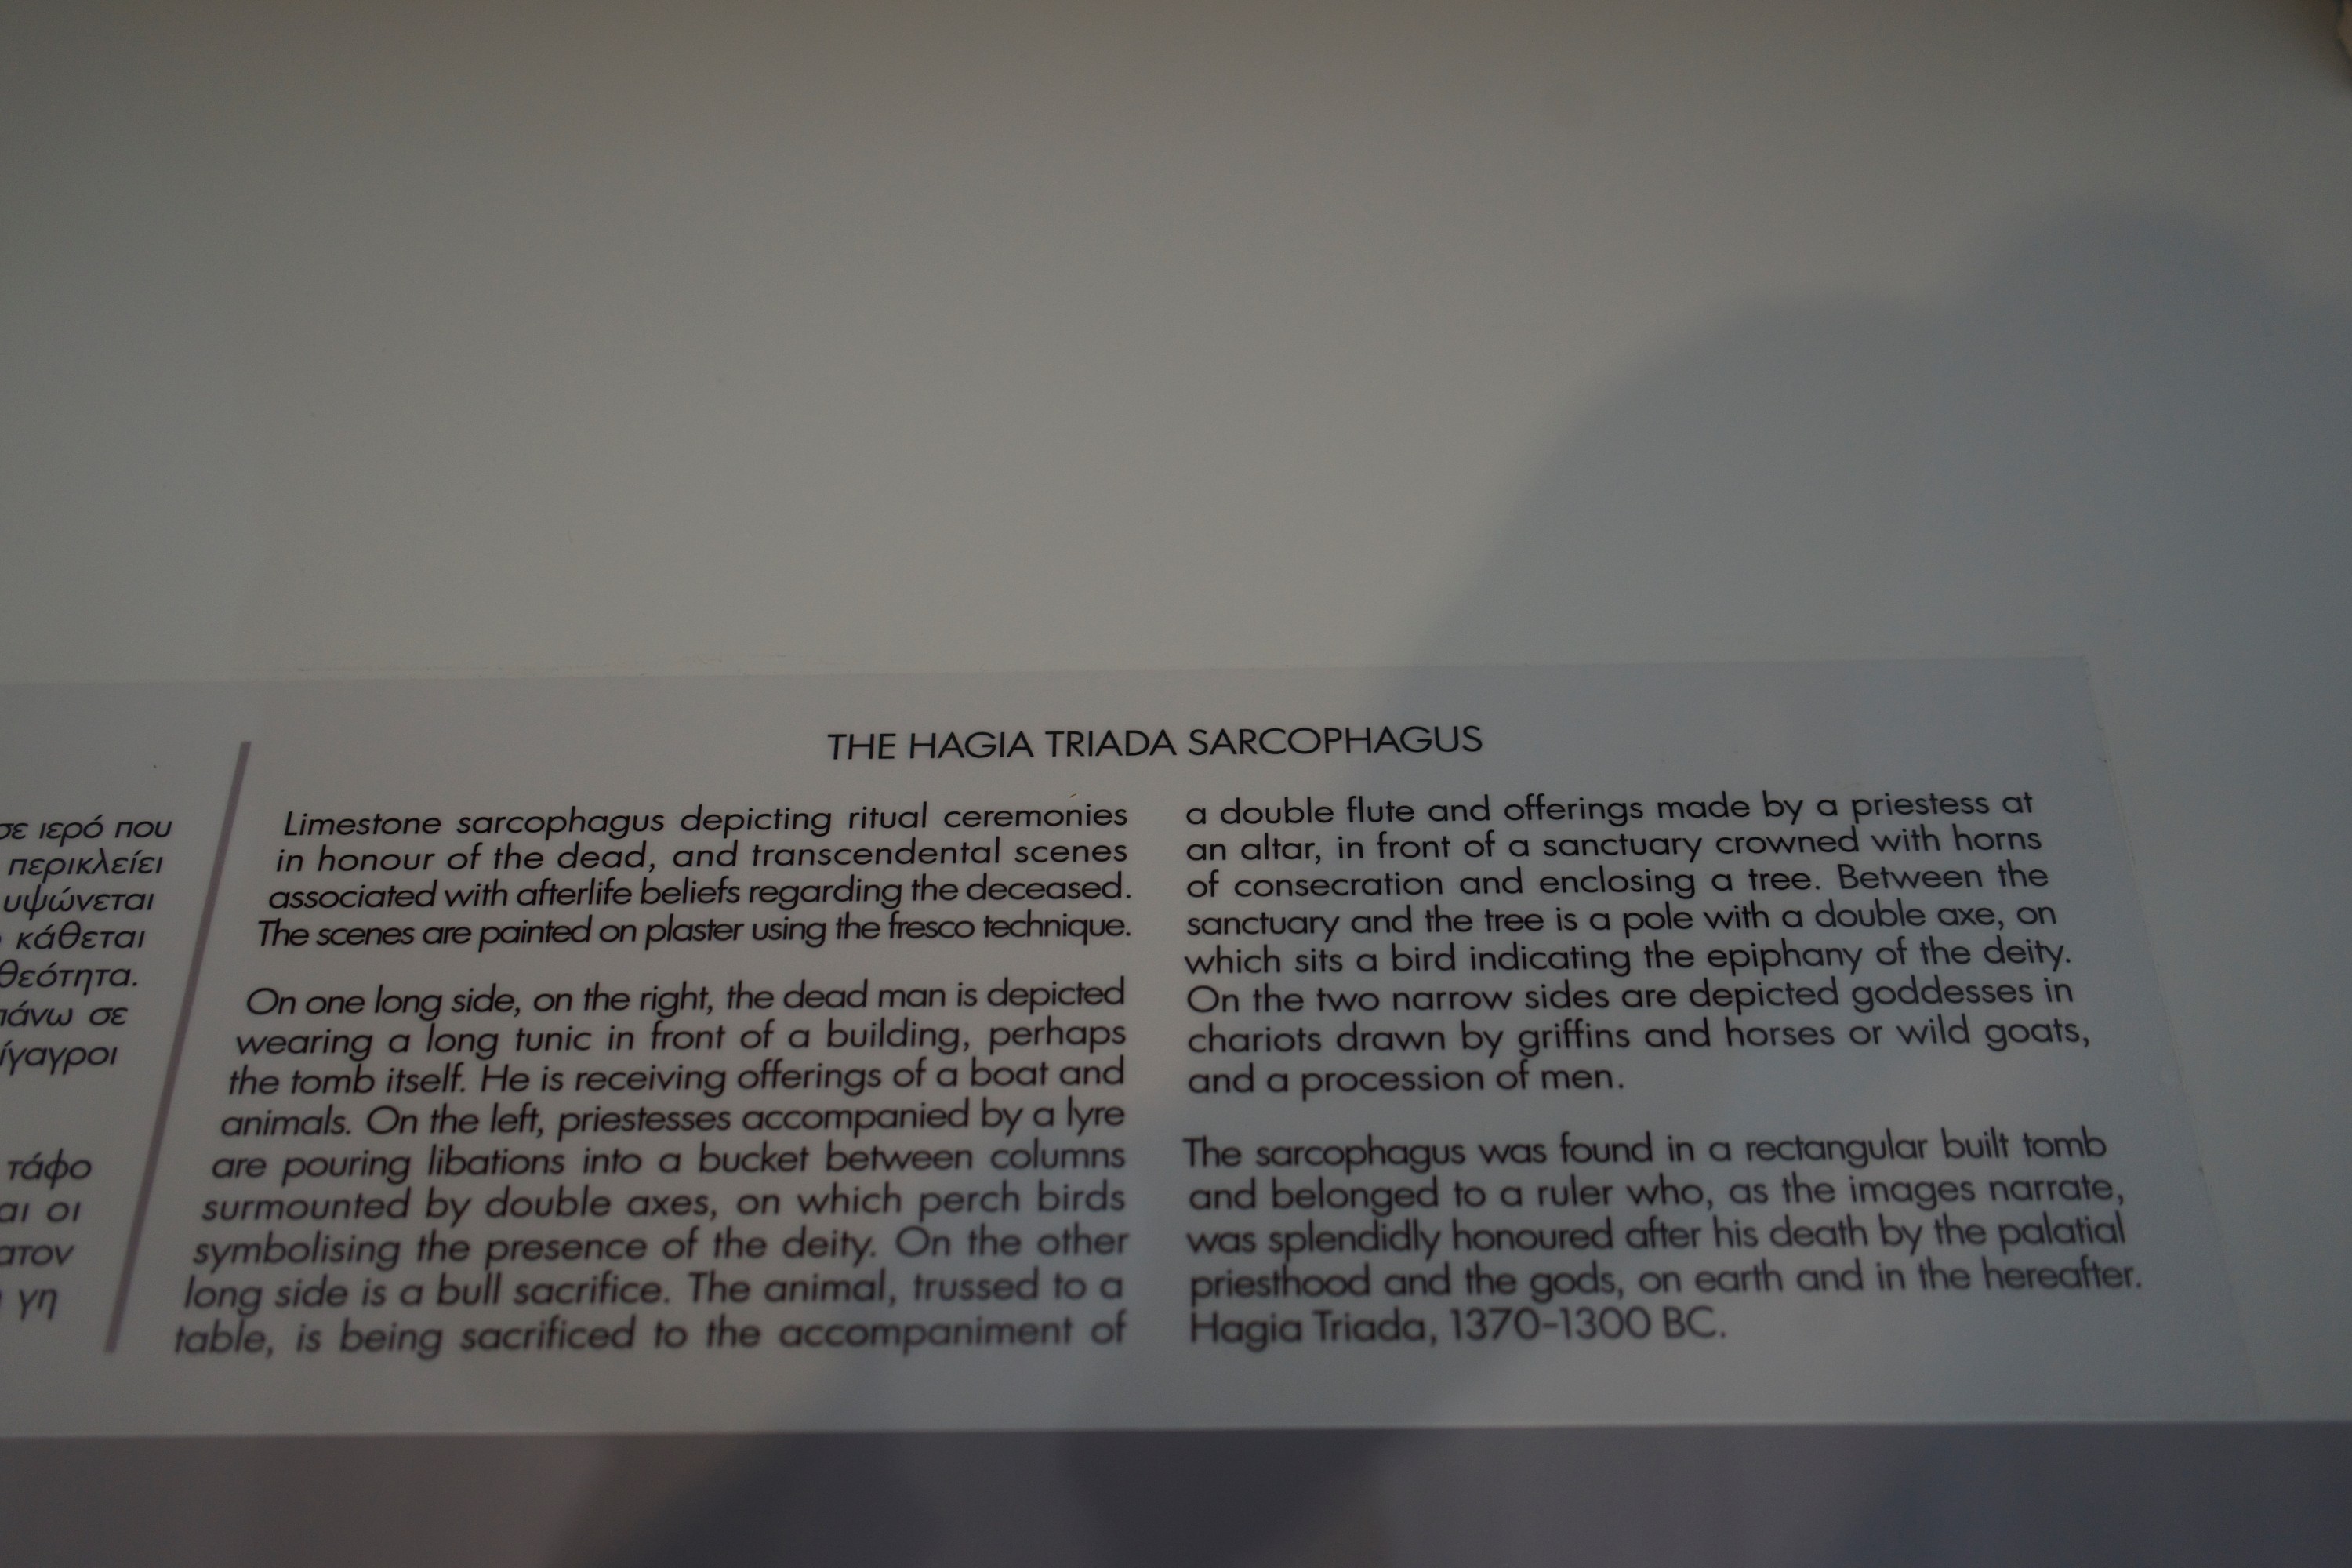 σε ιερό που
περικλείει
υψώνεται
κάθεται
θεότητα.
πάνω σε
τάφο
οι
γη
THE HAGIA TRIADA SARCOPHAGUS
Limestone sarcophagus depicting ritual ceremonies
in honour of the dead, and transcendental scenes
associated with afterlife beliefs regarding the deceased.
The scenes are painted on plaster using the fresco technique.
On one long side, on the right, the dead man is depicted
wearing a long tunic in front of a building, perhaps
the tomb itself. He is receiving offerings of a boat and
animals. On the left, priestesses accompanied by a lyre
are pouring libations into a bucket between columns
surmounted by double axes, on which perch birds
symbolising the presence of the deity. On the other
long side is a bull sacrifice. The animal, trussed to a
table, is being sacrificed to the accompaniment of
a double flute and offerings made by a priestess at
an altar, in front of a sanctuary crowned with horns
of consecration and enclosing a tree. Between the
sanctuary and the tree is a pole with a double axe, on
which sits a bird indicating the epiphany of the deity.
On the two narrow sides are depicted goddesses in
chariots drawn by griffins and horses or wild goats,
and a procession of men.
The sarcophagus was found in a rectangular built tomb
and belonged to a ruler who, as the images narrate,
was splendidly honoured after his death by the palatial
priesthood and the gods, on earth and in the hereafter.
Hagia Triada, 1370-1300 BC.